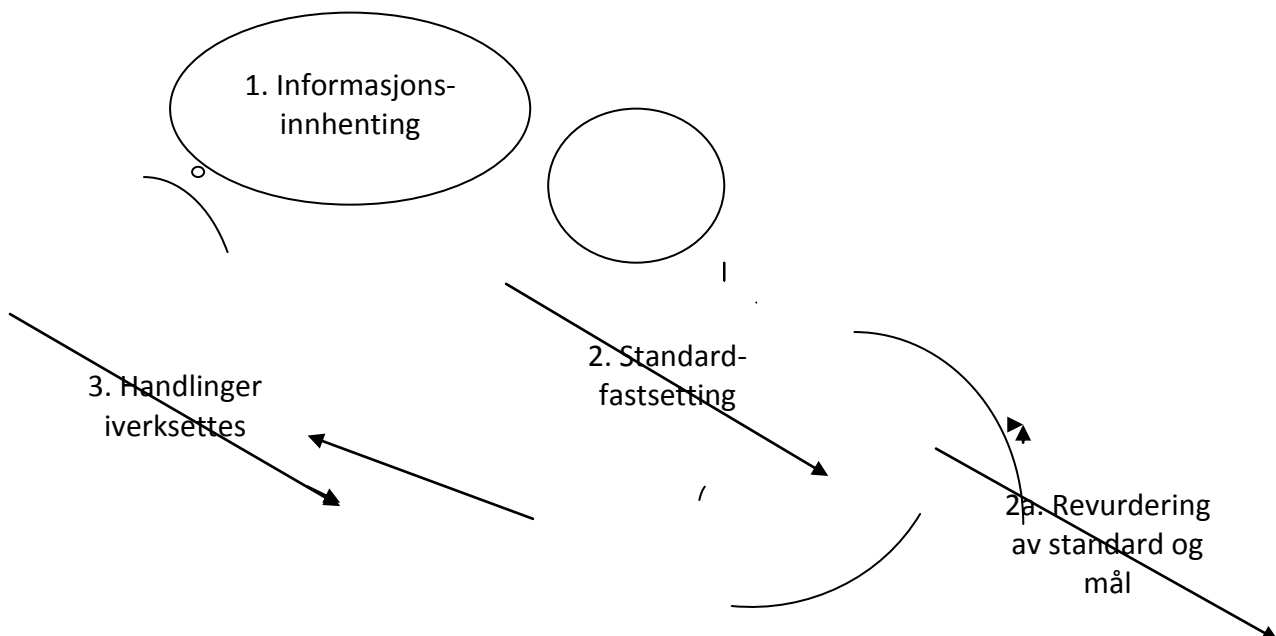 1. Informasjons-
innhenting
2. Standard-
fastsetting
3. Handlinger
iverksettes
2a. Revurdering
av standard og
mål